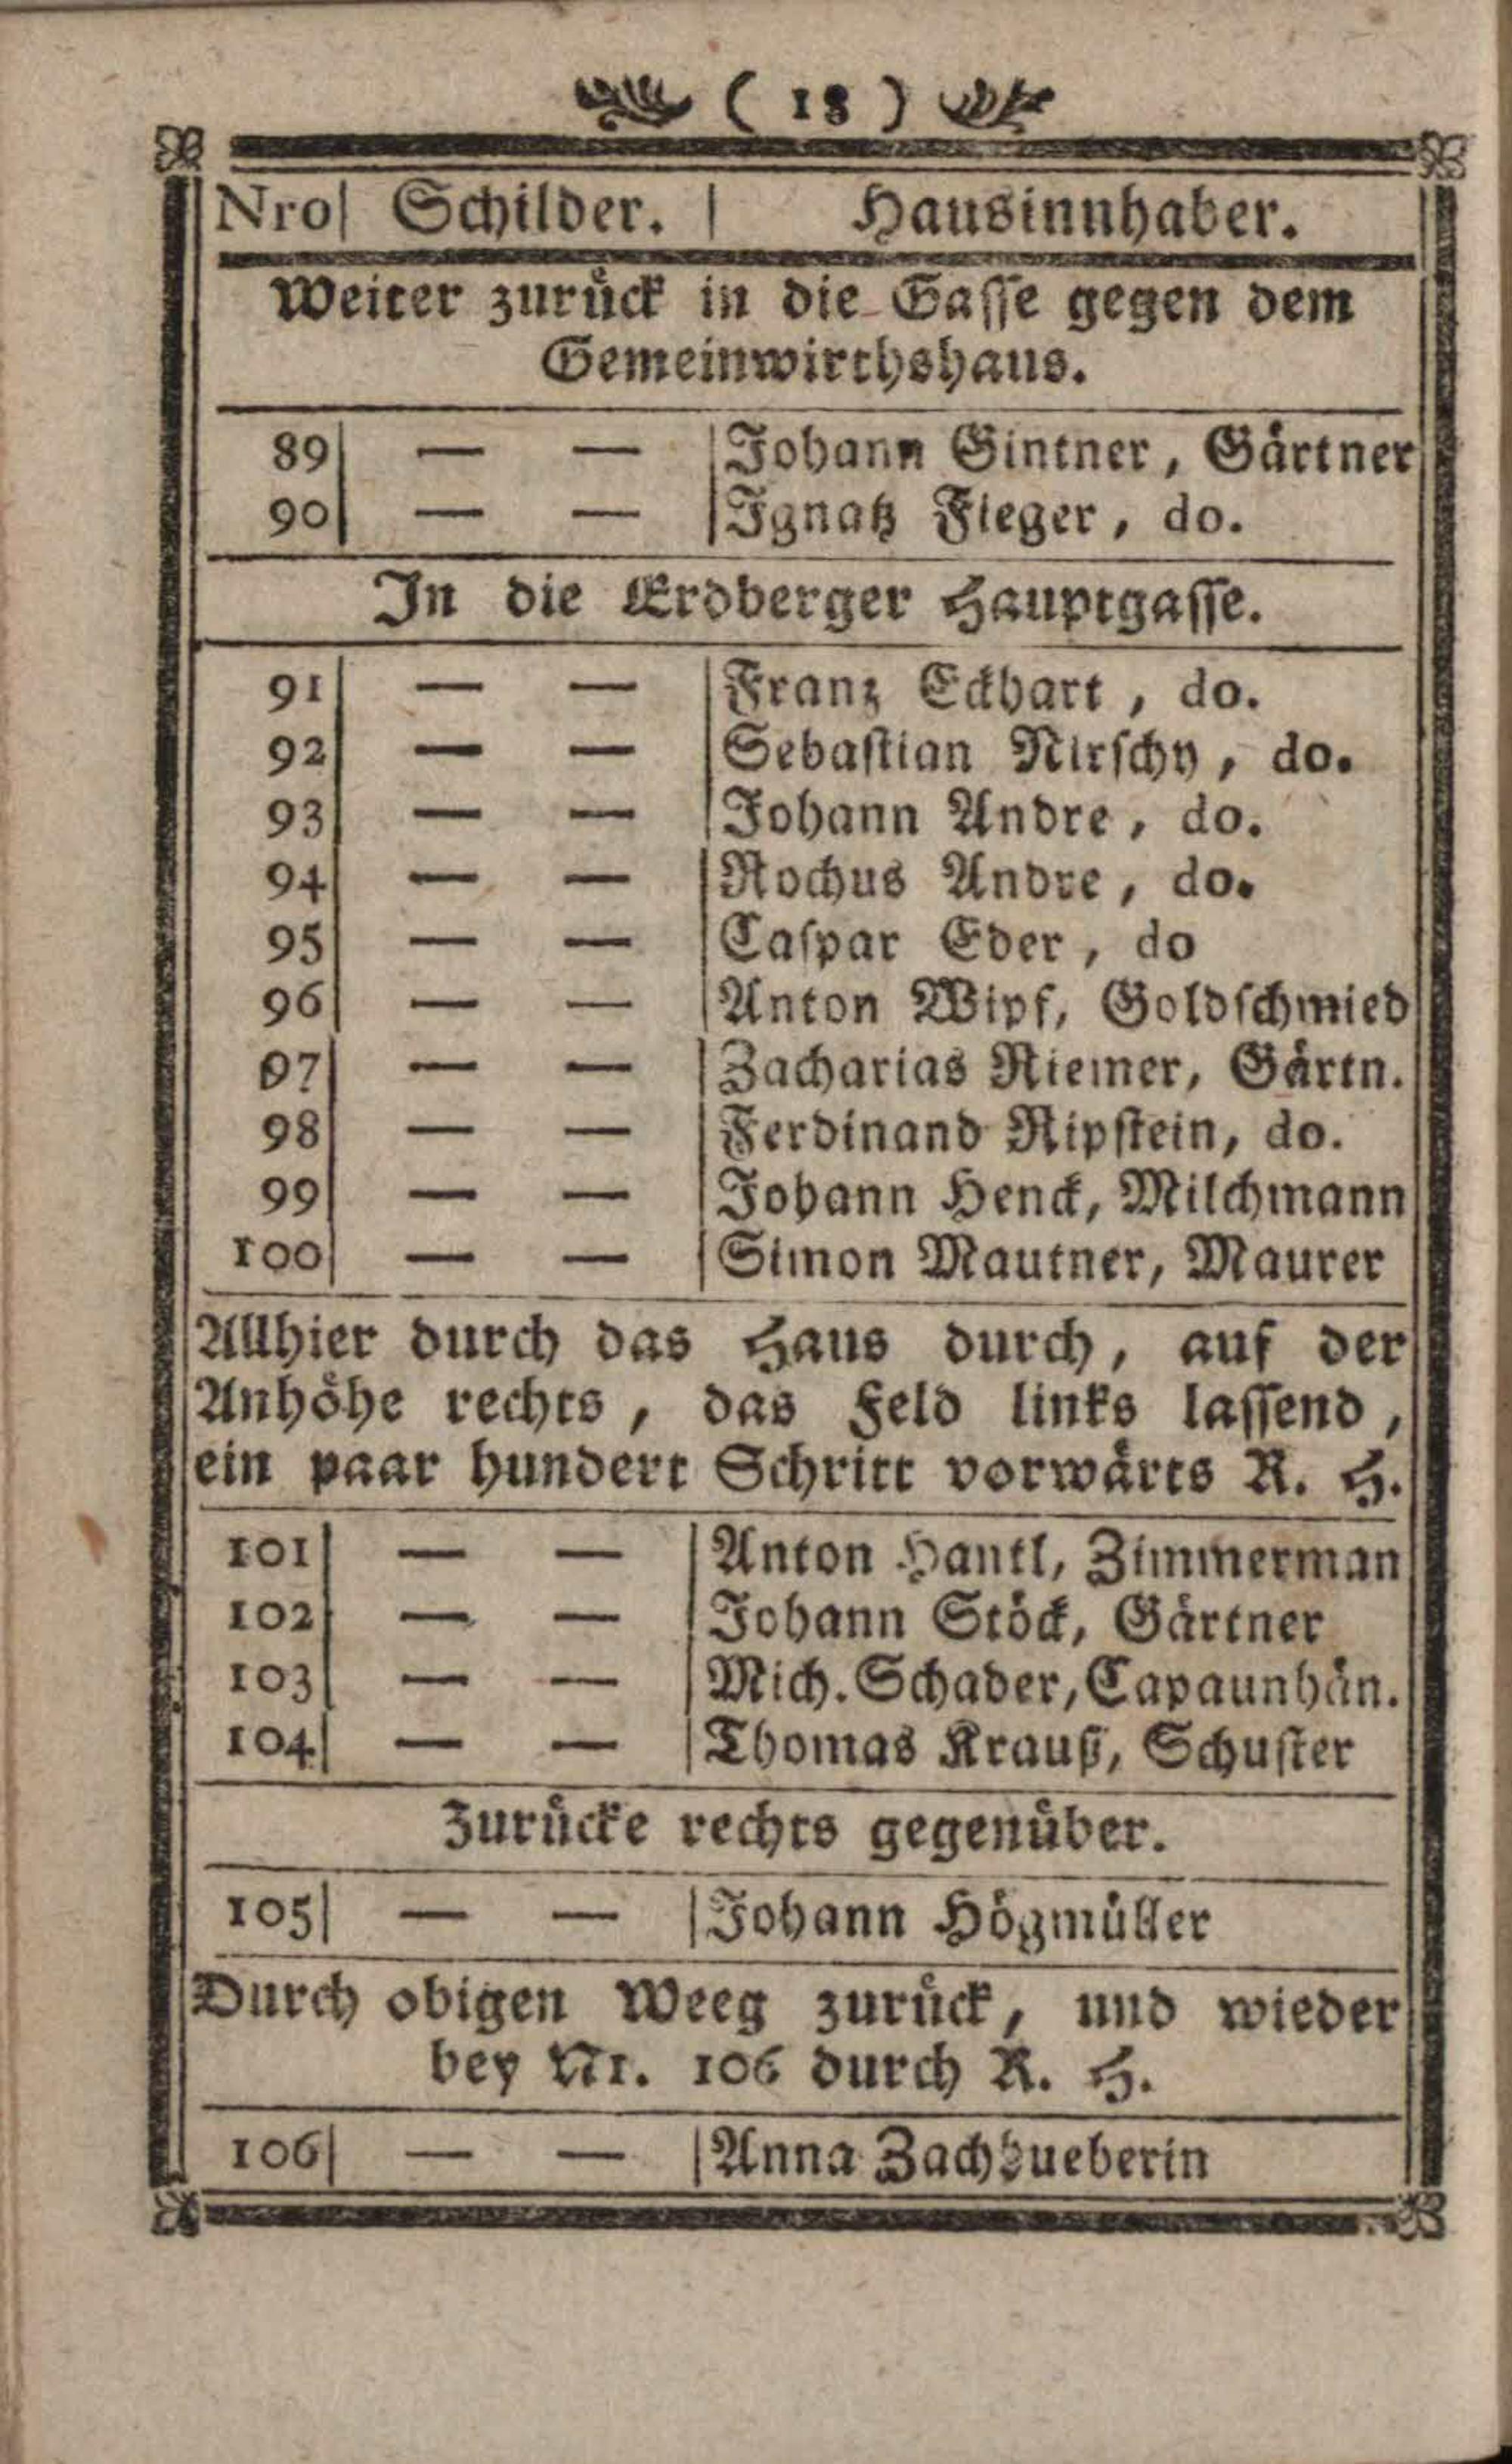 ( 18 )
Nro | Schilder. | Hausinnhaber.
Weiter zurück in die Gasse gegen dem
Gemeinwirthshaus.
89 | — — | Johann Gintner, Gärtner
90 | — — | Ignatz Fieger, do.
In die Erdberger Hauptgasse.
91 | — — | Franz Eckhart, do.
92 | — — | Sebastian Nirschy, do.
93 | — — | Johann Andre, do.
94 | — — | Rochus Andre, do.
95 | — — | Caspar Eder, do
96 | — — | Anton Wipf, Goldschmied
97 | — — | Zacharias Riemer, Gärtn.
98 | — — | Ferdinand Ripstein, do.
99 | — — | Johann Henck, Milchmann
100 | — — | Simon Mautner, Maurer
Allhier durch das Haus durch, auf der
Anhöhe rechts, das Feld links lassend,
ein paar hundert Schritt vorwärts R. H.
101 | — — | Anton Hantl, Zimmerman
102 | — — | Johann Stöck, Gärtner
103 | — — | Mich. Schader, Capaunhän.
104 | — — | Thomas Krauß, Schuster
Zurücke rechts gegenüber.
105 | — — | Johann Högmüller
Durch obigen Weeg zurück, und wieder
bey Nr. 106 durch R. H.
106 | — — | Anna Zachhueberin